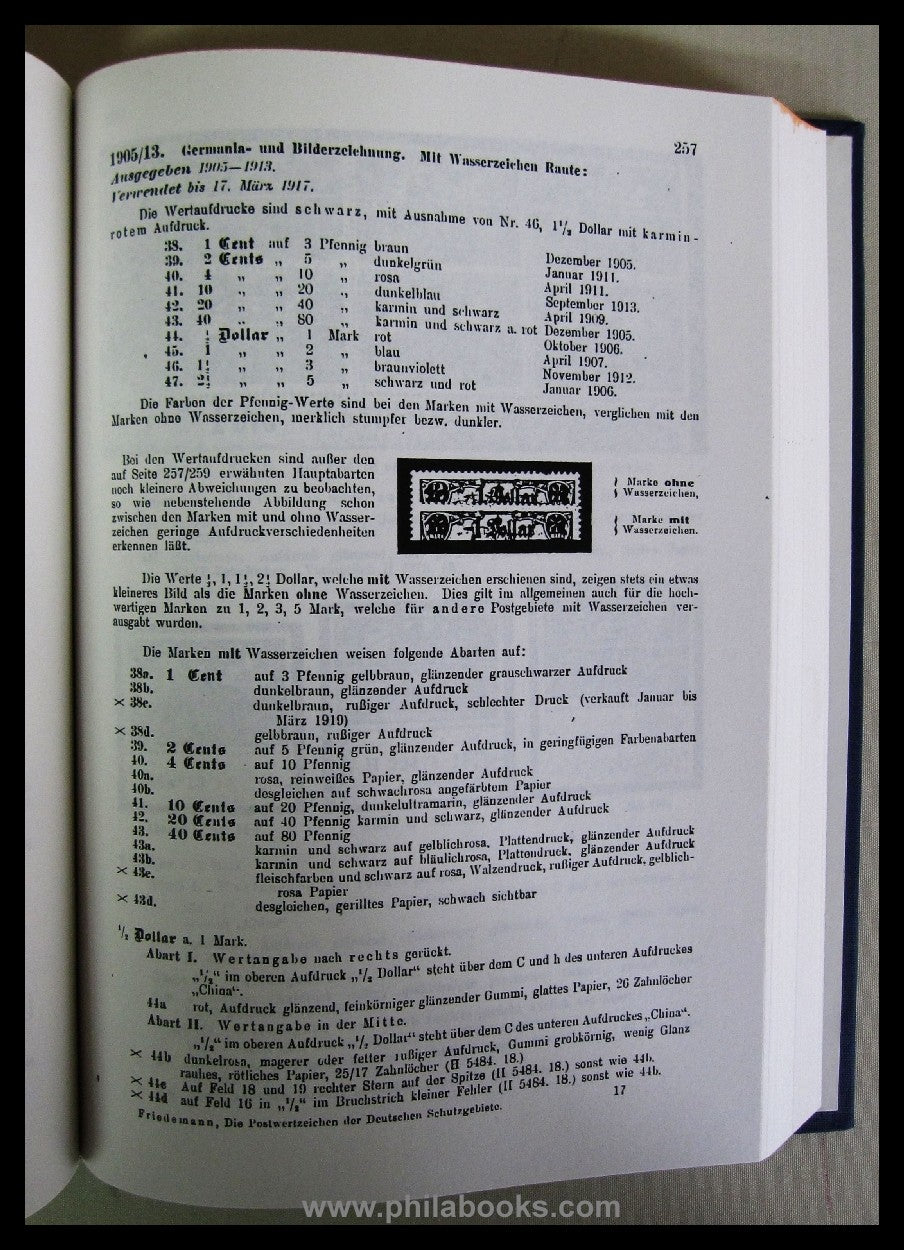 257
1905/13. Germania- und Bilderzeichnung. Mit Wasserzeichen Raute:
Ausgegeben 1905—1913.
Verwendet bis 17. März 1917.
Die Wertaufdrucke sind schwarz, mit Ausnahme von Nr. 46, 1½ Dollar mit karmin-
rotem Aufdruck.
38. 1 Cent auf 3 Pfennig braun Dezember 1905.
39. 2 Cents „ 5 „ dunkelgrün Januar 1911.
40. 4 „ „ 10 „ rosa April 1911.
41. 10 „ „ 20 „ dunkelblau September 1913.
42. 20 „ „ 40 „ karmin und schwarz April 1909.
43. 40 „ „ 80 „ karmin und schwarz a. rot Dezember 1905.
44. ½ Dollar „ 1 Mark rot Oktober 1906.
45. 1 „ „ 2 „ blau April 1907.
46. 1½ „ „ 3 „ braunviolett November 1912.
47. 2½ „ „ 5 „ schwarz und rot Januar 1906.
Die Farben der Pfennig-Werte sind bei den Marken mit Wasserzeichen, verglichen mit den
Marken ohne Wasserzeichen, merklich stumpfer bezw. dunkler.
Bei den Wertaufdrucken sind außer den
auf Seite 257/259 erwähnten Hauptabarten
noch kleinere Abweichungen zu beobachten,
so wie nebenstehende Abbildung schon
zwischen den Marken mit und ohne Wasser-
zeichen geringe Aufdruckverschiedenheiten
erkennen läßt.
1 Dollar
1 Dollar
Marke ohne
Wasserzeichen,
Marke mit
Wasserzeichen.
Die Werte ½, 1, 1½, 2½ Dollar, welche mit Wasserzeichen erschienen sind, zeigen stets ein etwas
kleineres Bild als die Marken ohne Wasserzeichen. Dies gilt im allgemeinen auch für die hoch-
wertigen Marken zu 1, 2, 3, 5 Mark, welche für andere Postgebiete mit Wasserzeichen ver-
ausgabt wurden.
Die Marken mit Wasserzeichen weisen folgende Abarten auf:
38a. 1 Cent auf 3 Pfennig gelbbraun, glänzender grauschwarzer Aufdruck
38b. dunkelbraun, glänzender Aufdruck
× 38c. dunkelbraun, rußiger Aufdruck, schlechter Druck (verkauft Januar bis
März 1919)
× 38d. gelbbraun, rußiger Aufdruck
39. 2 Cents auf 5 Pfennig grün, glänzender Aufdruck, in geringfügigen Farbenabarten
40. 4 Cents auf 10 Pfennig
40a. rosa, reinweißes Papier, glänzender Aufdruck
40b. desgleichen auf schwachrosa angefärbtem Papier
41. 10 Cents auf 20 Pfennig, dunkelultramarin, glänzender Aufdruck
42. 20 Cents auf 40 Pfennig karmin und schwarz, glänzender Aufdruck
43. 40 Cents auf 80 Pfennig
43a. karmin und schwarz auf gelblichrosa, Plattendruck, glänzender Aufdruck
43b. karmin und schwarz auf bläulichrosa, Plattendruck, glänzender Aufdruck
× 43c. fleischfarben und schwarz auf rosa, Walzendruck, rußiger Aufdruck, gelblich-
rosa Papier
× 43d. desgleichen, gerilltes Papier, schwach sichtbar
½ Dollar a. 1 Mark.
Abart I. Wertangabe nach rechts gerückt.
„½“ im oberen Aufdruck „½ Dollar“ steht über dem C und h des unteren Aufdruckes
„China“.
44a rot, Aufdruck glänzend, feinkörniger glänzender Gummi, glattes Papier, 26 Zahnlöcher
Abart II. Wertangabe in der Mitte.
„½“ im oberen Aufdruck „½ Dollar“ steht über dem C des unteren Aufdruckes „China“.
× 44b dunkelrosa, magerer oder fetter rußiger Aufdruck, Gummi grobkörnig, wenig Glanz
rauhes, rötliches Papier, 25/17 Zahnlöcher (H 5484. 18.)
× 44c Auf Feld 18 und 19 rechter Stern auf der Spitze (H 5484. 18.) sonst wie 44b.
× 44d auf Feld 16 in „½“ im Bruchstrich kleiner Fehler (H 5484. 18.) sonst wie 44b.
Friedemann, Die Postwertzeichen der Deutschen Schutzgebiete. 17
www.philabooks.com